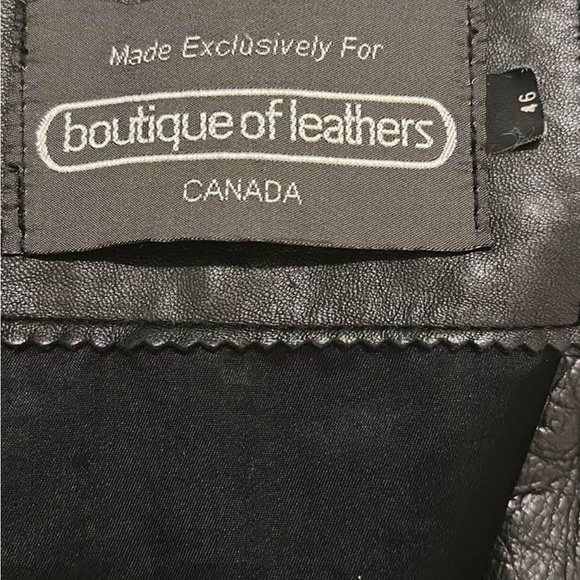 Made Exclusively For
boutique of leathers
CANADA
46